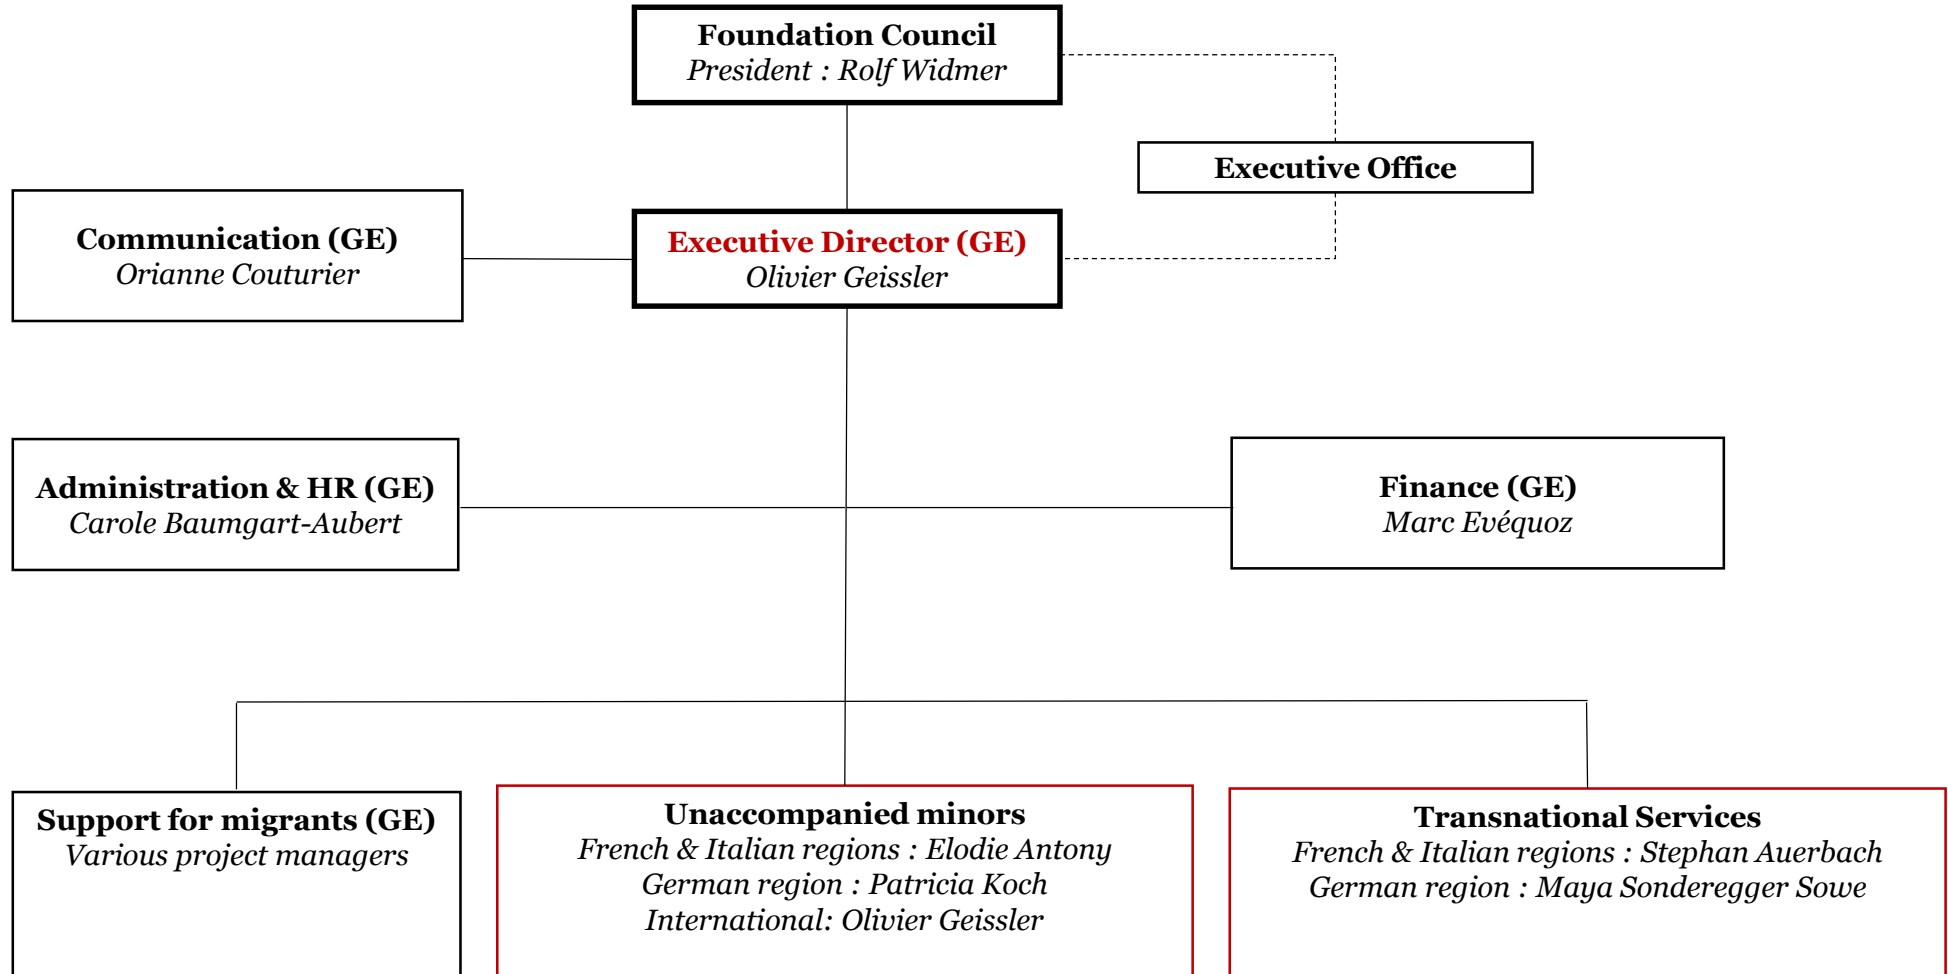 Foundation Council
President : Rolf Widmer
Executive Office
Communication (GE)
Orianne Couturier
Executive Director (GE)
Olivier Geissler
Administration & HR (GE)
Carole Baumgart-Aubert
Finance (GE)
Marc Evéquoz
Support for migrants (GE)
Various project managers
Unaccompanied minors
French & Italian regions : Elodie Antony
German region : Patricia Koch
International: Olivier Geissler
Transnational Services
French & Italian regions : Stephan Auerbach
German region : Maya Sonderegger Sowe